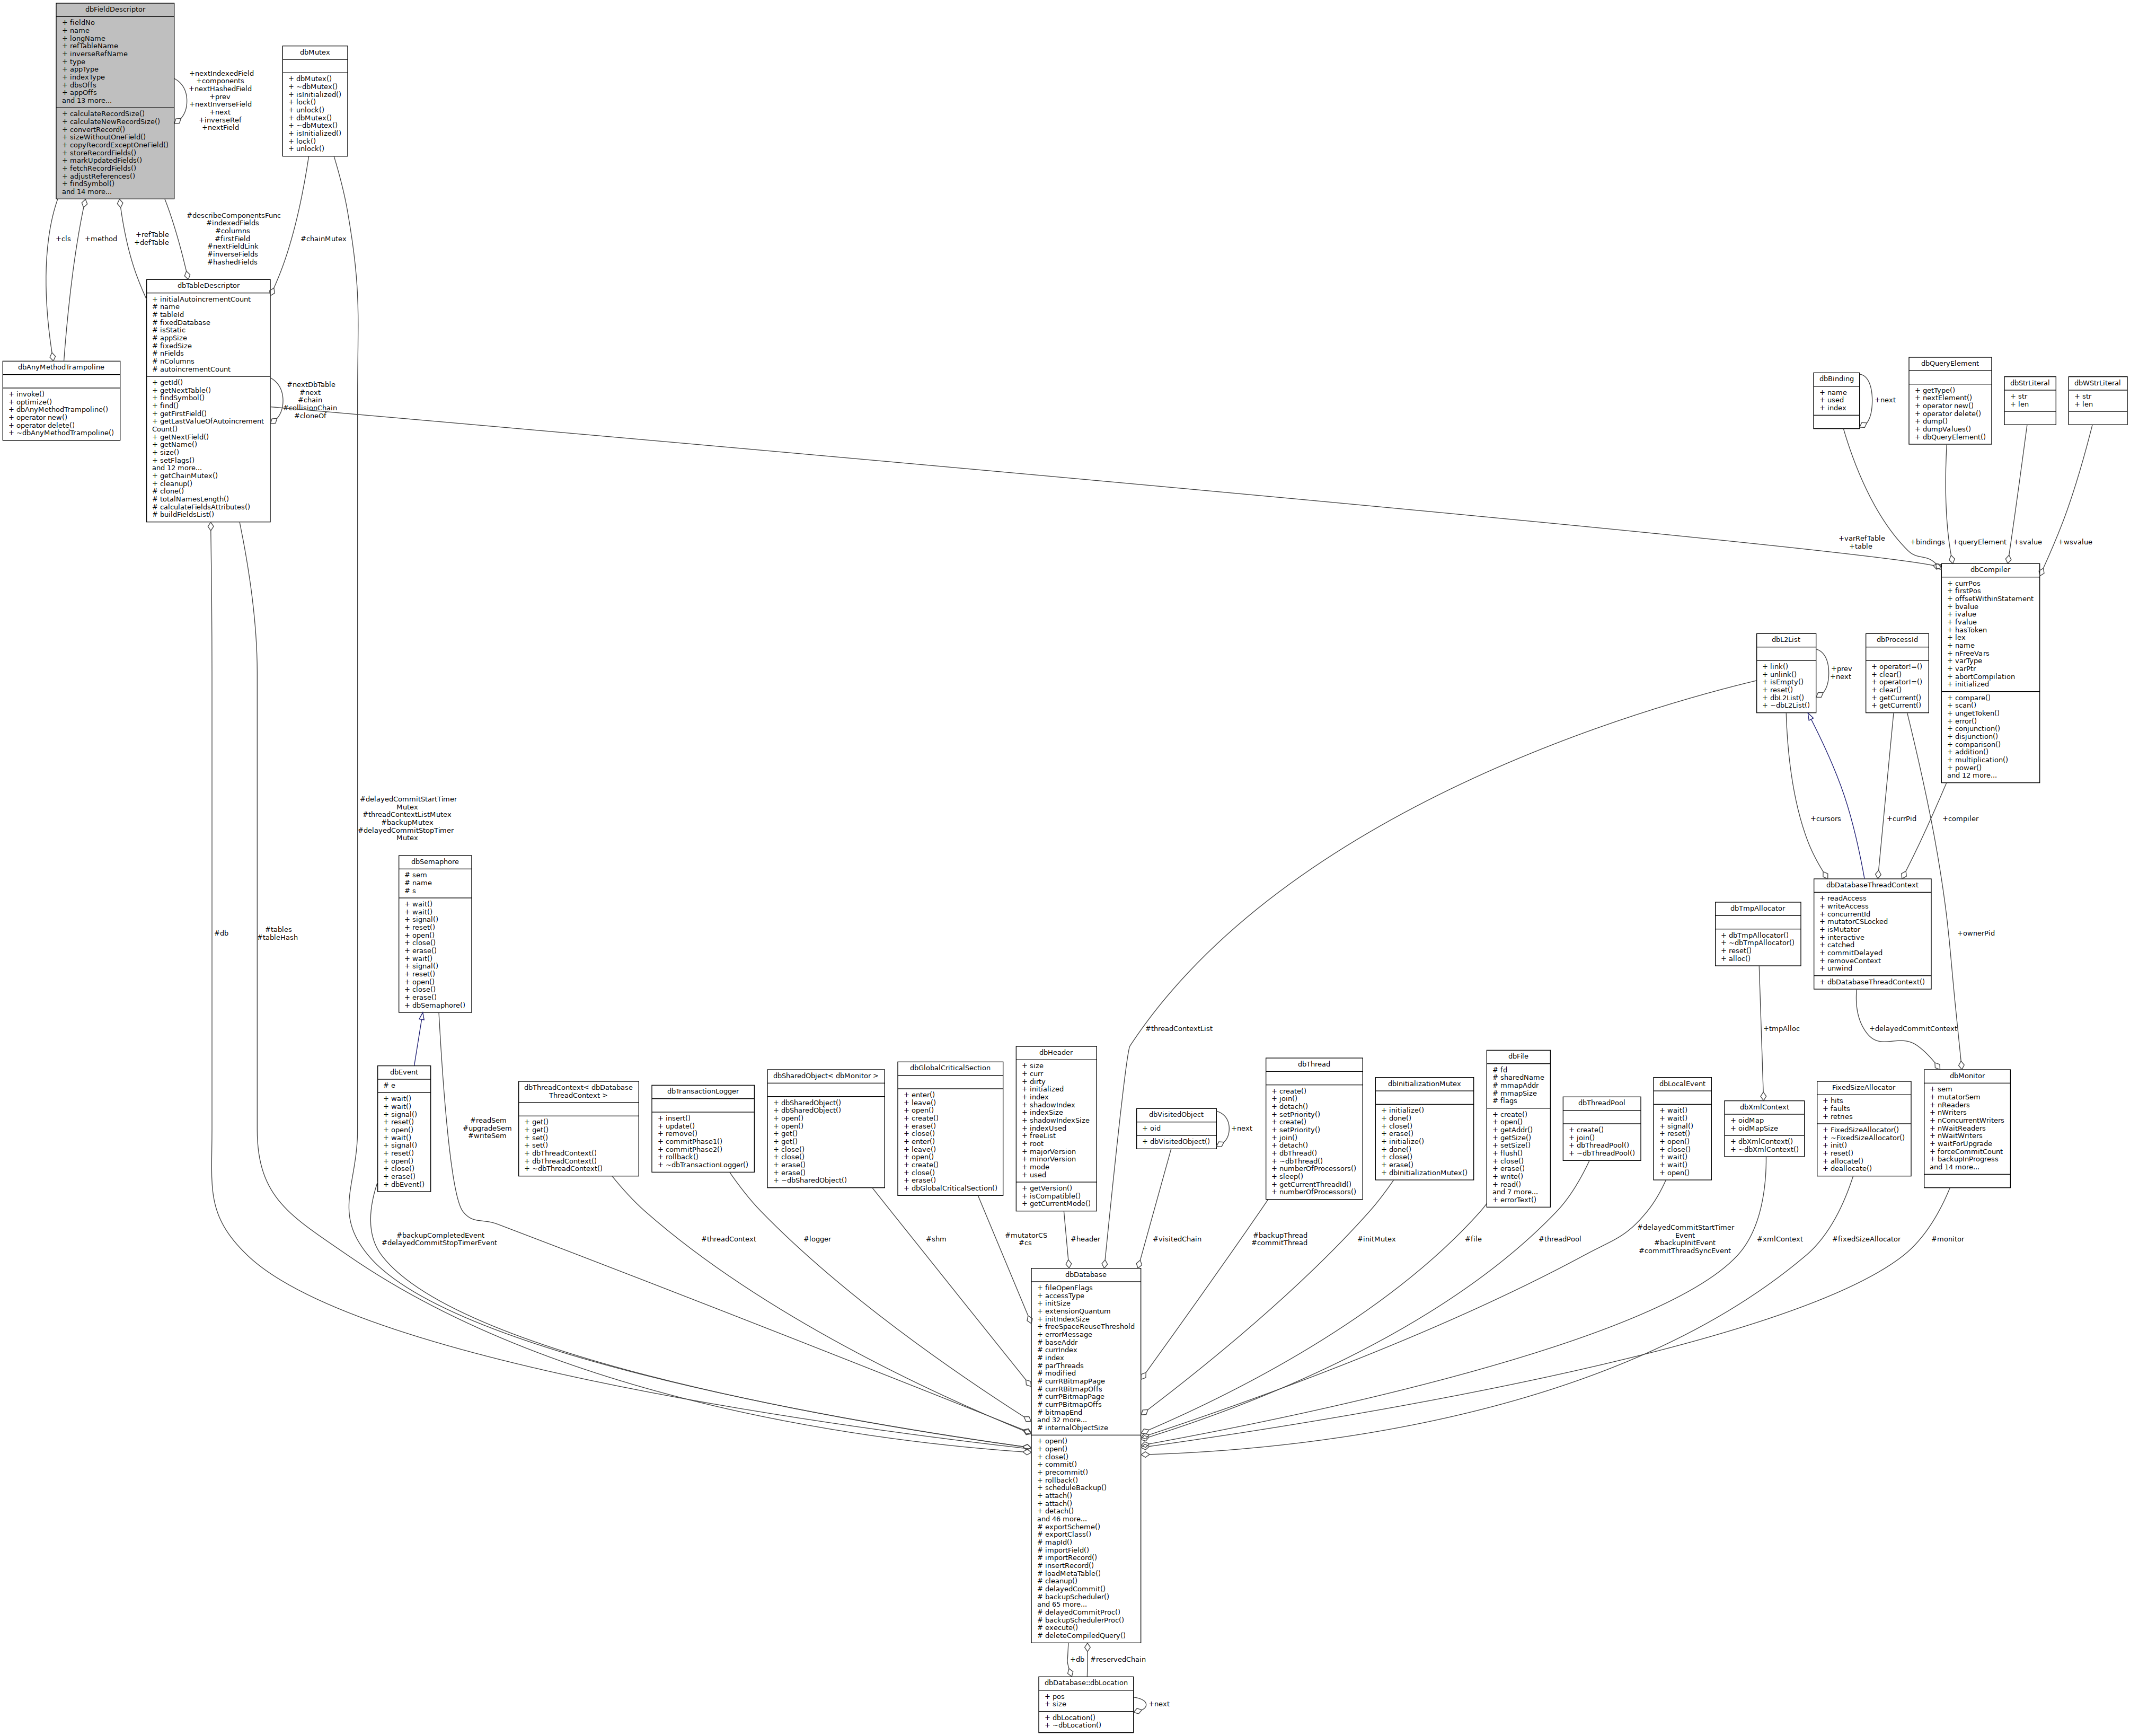 dbFieldDescriptor
+ fieldNo
+ name
+ longName
+ refTableName
+ inverseRefName
+ type
+ appType
+ indexType
+ dbsOffs
+ appOffs
and 13 more...
+ calculateRecordSize()
+ calculateNewRecordSize()
+ convertRecord()
+ sizeWithoutOneField()
+ copyRecordExceptOneField()
+ storeRecordFields()
+ markUpdatedFields()
+ fetchRecordFields()
+ adjustReferences()
+ findSymbol()
and 14 more...
+nextIndexedField
+components
+nextHashedField
+prev
+nextInverseField
+next
+inverseRef
+nextField
dbMutex
+ dbMutex()
+ ~dbMutex()
+ isInitialized()
+ lock()
+ unlock()
+ dbMutex()
+ ~dbMutex()
+ isInitialized()
+ lock()
+ unlock()
+cls
+method
+refTable
+defTable
#describeComponentsFunc
#indexedFields
#columns
#firstField
#nextFieldLink
#inverseFields
#hashedFields
#chainMutex
dbAnyMethodTrampoline
+ invoke()
+ optimize()
+ dbAnyMethodTrampoline()
+ operator new()
+ operator delete()
+ ~dbAnyMethodTrampoline()
dbTableDescriptor
+ initialAutoincrementCount
# name
# tableId
# fixedDatabase
# isStatic
# appSize
# fixedSize
# nFields
# nColumns
# autoincrementCount
+ getId()
+ getNextTable()
+ findSymbol()
+ find()
+ getFirstField()
+ getLastValueOfAutoincrement
Count()
+ getNextField()
+ getName()
+ size()
+ setFlags()
and 12 more...
+ getChainMutex()
+ cleanup()
# clone()
# totalNamesLength()
# calculateFieldsAttributes()
# buildFieldsList()
#nextDbTable
#next
#chain
#collisionChain
#cloneOf
dbBinding
+ name
+ used
+ index
+next
dbQueryElement
+ getType()
+ nextElement()
+ operator new()
+ operator delete()
+ dump()
+ dumpValues()
+ dbQueryElement()
dbStrLiteral
+ str
+ len
dbWStrLiteral
+ str
+ len
+varRefTable
+table
+bindings
+queryElement
+svalue
+wsvalue
dbCompiler
+ currPos
+ firstPos
+ offsetWithinStatement
+ bvalue
+ ivalue
+ fvalue
+ hasToken
+ lex
+ name
+ nFreeVars
+ varType
+ varPtr
+ abortCompilation
+ initialized
+ compare()
+ scan()
+ ungetToken()
+ error()
+ conjunction()
+ disjunction()
+ comparison()
+ addition()
+ multiplication()
+ power()
and 12 more...
dbL2List
+ link()
+ unlink()
+ isEmpty()
+ reset()
+ dbL2List()
+ ~dbL2List()
+prev
+next
dbProcessId
+ operator!=()
+ clear()
+ operator!=()
+ clear()
+ getCurrent()
+ getCurrent()
+cursors
+currPid
+compiler
#delayedCommitStartTimer
Mutex
#threadContextListMutex
#backupMutex
#delayedCommitStopTimer
Mutex
dbSemaphore
# sem
# name
# s
+ wait()
+ wait()
+ signal()
+ reset()
+ open()
+ close()
+ erase()
+ wait()
+ signal()
+ reset()
+ open()
+ close()
+ erase()
+ dbSemaphore()
dbDatabaseThreadContext
+ readAccess
+ writeAccess
+ concurrentId
+ mutatorCSLocked
+ isMutator
+ interactive
+ catched
+ commitDelayed
+ removeContext
+ unwind
+ dbDatabaseThreadContext()
dbTmpAllocator
+ dbTmpAllocator()
+ ~dbTmpAllocator()
+ reset()
+ alloc()
#db
#tables
#tableHash
+ownerPid
#threadContextList
+tmpAlloc
+delayedCommitContext
dbEvent
# e
+ wait()
+ wait()
+ signal()
+ reset()
+ open()
+ wait()
+ signal()
+ reset()
+ open()
+ close()
+ erase()
+ dbEvent()
#readSem
#upgradeSem
#writeSem
dbThreadContext< dbDatabase
ThreadContext >
+ get()
+ get()
+ set()
+ set()
+ dbThreadContext()
+ dbThreadContext()
+ ~dbThreadContext()
dbTransactionLogger
+ insert()
+ update()
+ remove()
+ commitPhase1()
+ commitPhase2()
+ rollback()
+ ~dbTransactionLogger()
dbSharedObject< dbMonitor >
+ dbSharedObject()
+ dbSharedObject()
+ open()
+ open()
+ get()
+ get()
+ close()
+ close()
+ erase()
+ erase()
+ ~dbSharedObject()
dbGlobalCriticalSection
+ enter()
+ leave()
+ open()
+ create()
+ erase()
+ close()
+ enter()
+ leave()
+ open()
+ create()
+ close()
+ erase()
+ dbGlobalCriticalSection()
dbHeader
+ size
+ curr
+ dirty
+ initialized
+ index
+ shadowIndex
+ indexSize
+ shadowIndexSize
+ indexUsed
+ freeList
+ root
+ majorVersion
+ minorVersion
+ mode
+ used
+ getVersion()
+ isCompatible()
+ getCurrentMode()
dbVisitedObject
+ oid
+ dbVisitedObject()
+next
dbThread
+ create()
+ join()
+ detach()
+ setPriority()
+ create()
+ setPriority()
+ join()
+ detach()
+ dbThread()
+ ~dbThread()
+ numberOfProcessors()
+ sleep()
+ getCurrentThreadId()
+ numberOfProcessors()
dbInitializationMutex
+ initialize()
+ done()
+ close()
+ erase()
+ initialize()
+ done()
+ close()
+ erase()
+ dbInitializationMutex()
dbFile
# fd
# sharedName
# mmapAddr
# mmapSize
# flags
+ create()
+ open()
+ getAddr()
+ getSize()
+ setSize()
+ flush()
+ close()
+ erase()
+ write()
+ read()
and 7 more...
+ errorText()
dbThreadPool
+ create()
+ join()
+ dbThreadPool()
+ ~dbThreadPool()
dbLocalEvent
+ wait()
+ wait()
+ signal()
+ reset()
+ open()
+ close()
+ wait()
+ wait()
+ open()
dbXmlContext
+ oidMap
+ oidMapSize
+ dbXmlContext()
+ ~dbXmlContext()
FixedSizeAllocator
+ hits
+ faults
+ retries
+ FixedSizeAllocator()
+ ~FixedSizeAllocator()
+ init()
+ reset()
+ allocate()
+ deallocate()
dbMonitor
+ sem
+ mutatorSem
+ nReaders
+ nWriters
+ nConcurrentWriters
+ nWaitReaders
+ nWaitWriters
+ waitForUpgrade
+ forceCommitCount
+ backupInProgress
and 14 more...
#backupCompletedEvent
#delayedCommitStopTimerEvent
#threadContext
#logger
#shm
#mutatorCS
#cs
#header
#visitedChain
#backupThread
#commitThread
#initMutex
#file
#threadPool
#delayedCommitStartTimer
Event
#backupInitEvent
#commitThreadSyncEvent
#xmlContext
#fixedSizeAllocator
#monitor
dbDatabase
+ fileOpenFlags
+ accessType
+ initSize
+ extensionQuantum
+ initIndexSize
+ freeSpaceReuseThreshold
+ errorMessage
# baseAddr
# currIndex
# index
# parThreads
# modified
# currRBitmapPage
# currRBitmapOffs
# currPBitmapPage
# currPBitmapOffs
# bitmapEnd
and 32 more...
# internalObjectSize
+ open()
+ open()
+ close()
+ commit()
+ precommit()
+ rollback()
+ scheduleBackup()
+ attach()
+ attach()
+ detach()
and 46 more...
# exportScheme()
# exportClass()
# mapId()
# importField()
# importRecord()
# insertRecord()
# loadMetaTable()
# cleanup()
# delayedCommit()
# backupScheduler()
and 65 more...
# delayedCommitProc()
# backupSchedulerProc()
# execute()
# deleteCompiledQuery()
+db
#reservedChain
dbDatabase::dbLocation
+ pos
+ size
+ dbLocation()
+ ~dbLocation()
+next